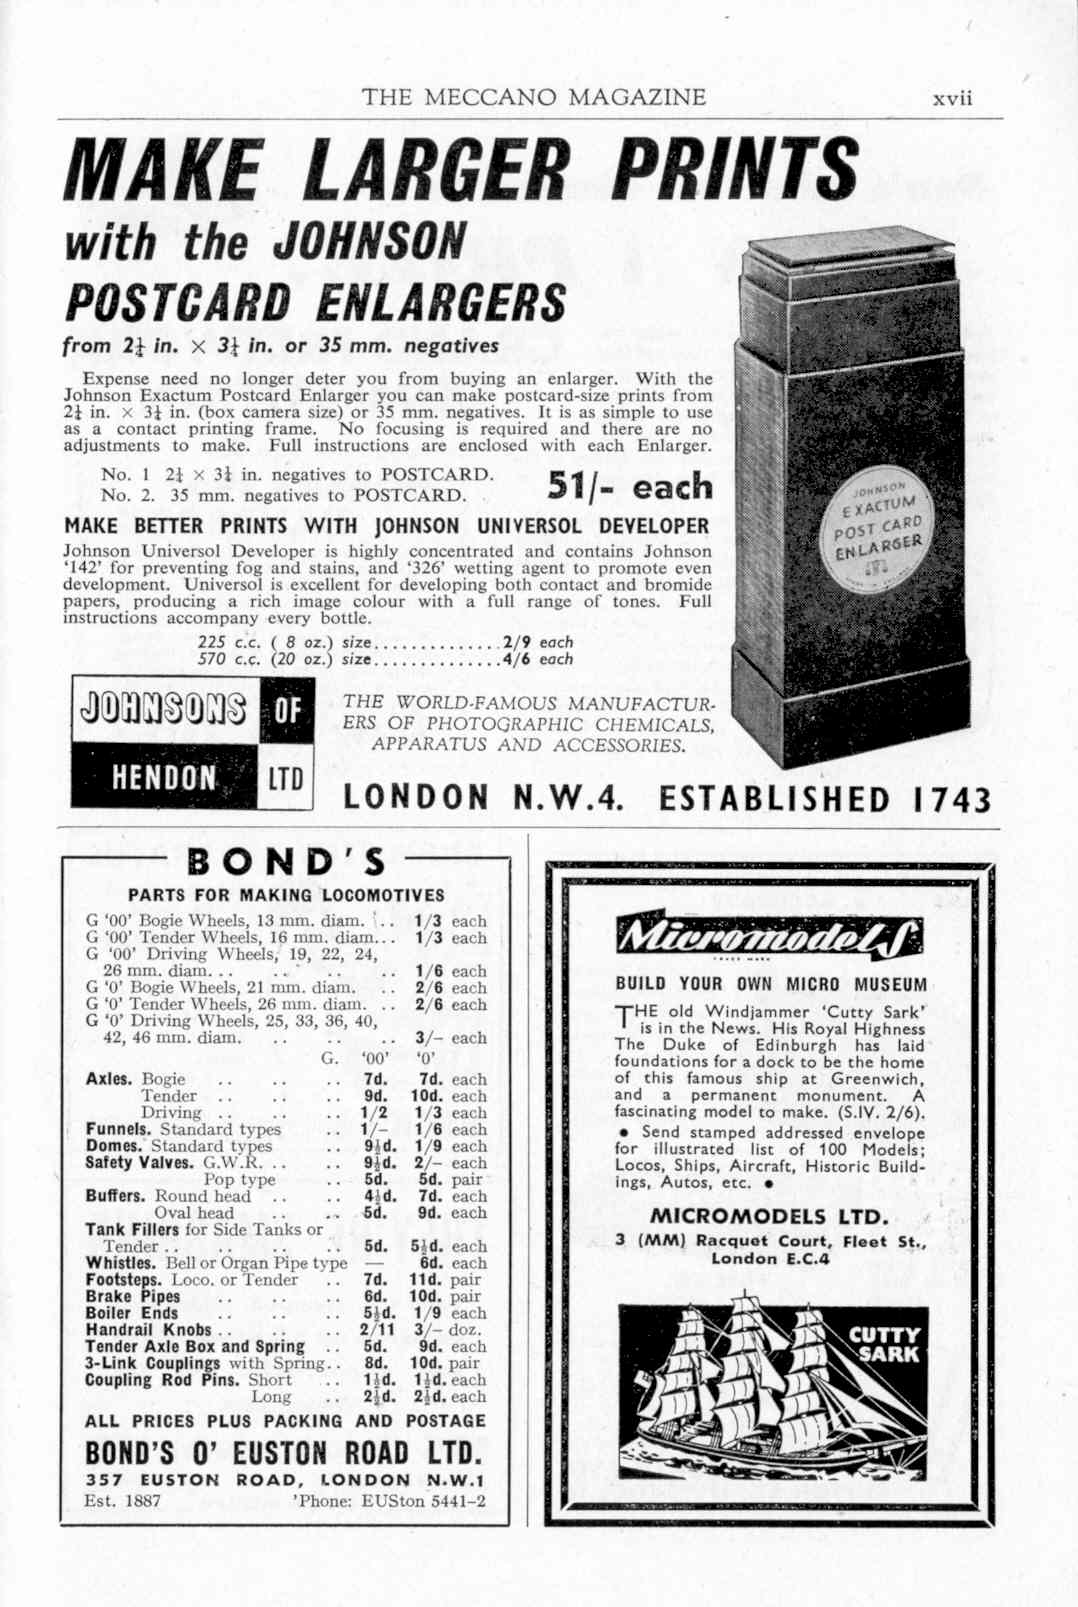 THE MECCANO MAGAZINE xvii
MAKE LARGER PRINTS
with the JOHNSON
POSTCARD ENLARGERS
from 2¼ in. × 3¼ in. or 35 mm. negatives
Expense need no longer deter you from buying an enlarger. With the
Johnson Exactum Postcard Enlarger you can make postcard-size prints from
2¼ in. × 3¼ in. (box camera size) or 35 mm. negatives. It is as simple to use
as a contact printing frame. No focusing is required and there are no
adjustments to make. Full instructions are enclosed with each Enlarger.
No. 1 2¼ × 3¼ in. negatives to POSTCARD.
No. 2. 35 mm. negatives to POSTCARD.
51/- each
MAKE BETTER PRINTS WITH JOHNSON UNIVERSOL DEVELOPER
Johnson Universol Developer is highly concentrated and contains Johnson
‘142’ for preventing fog and stains, and ‘326’ wetting agent to promote even
development. Universol is excellent for developing both contact and bromide
papers, producing a rich image colour with a full range of tones. Full
instructions accompany every bottle.
225 c.c. ( 8 oz.) size..............2/9 each
570 c.c. (20 oz.) size..............4/6 each
JOHNSON
EXACTUM
POST CARD
ENLARGER
JOHNSONS OF
HENDON LTD
THE WORLD-FAMOUS MANUFACTUR-
ERS OF PHOTOGRAPHIC CHEMICALS,
APPARATUS AND ACCESSORIES.
LONDON N.W.4. ESTABLISHED 1743
BOND'S
PARTS FOR MAKING LOCOMOTIVES
G ‘00’ Bogie Wheels, 13 mm. diam. .. 1/3 each
G ‘00’ Tender Wheels, 16 mm. diam... 1/3 each
G ‘00’ Driving Wheels, 19, 22, 24,
26 mm. diam. .. .. .. .. 1/6 each
G ‘0’ Bogie Wheels, 21 mm. diam. .. 2/6 each
G ‘0’ Tender Wheels, 26 mm. diam. .. 2/6 each
G ‘0’ Driving Wheels, 25, 33, 36, 40,
42, 46 mm. diam. .. .. .. 3/– each
G. ‘00’ ‘0’
Axles. Bogie .. .. .. 7d. 7d. each
Tender .. .. .. 9d. 10d. each
Driving .. .. .. 1/2 1/3 each
Funnels. Standard types .. 1/– 1/6 each
Domes. Standard types .. 9½d. 1/9 each
Safety Valves. G.W.R. .. .. 9½d. 2/– each
Pop type .. 5d. 5d. pair
Buffers. Round head .. .. 4½d. 7d. each
Oval head .. .. 5d. 9d. each
Tank Fillers for Side Tanks or
Tender .. .. .. .. 5d. 5½d. each
Whistles. Bell or Organ Pipe type — 6d. each
Footsteps. Loco. or Tender .. 7d. 11d. pair
Brake Pipes .. .. .. 6d. 10d. pair
Boiler Ends .. .. .. 5½d. 1/9 each
Handrail Knobs .. .. .. 2/11 3/– doz.
Tender Axle Box and Spring .. 5d. 9d. each
3-Link Couplings with Spring.. 8d. 10d. pair
Coupling Rod Pins. Short .. 1½d. 1½d. each
Long .. 2½d. 2½d. each
ALL PRICES PLUS PACKING AND POSTAGE
BOND'S O' EUSTON ROAD LTD.
357 EUSTON ROAD, LONDON N.W.1
Est. 1887 'Phone: EUSton 5441–2
Micromodels
TRADE MARK
BUILD YOUR OWN MICRO MUSEUM
THE old Windjammer ‘Cutty Sark’
is in the News. His Royal Highness
The Duke of Edinburgh has laid
foundations for a dock to be the home
of this famous ship at Greenwich,
and a permanent monument. A
fascinating model to make. (S.IV. 2/6).
• Send stamped addressed envelope
for illustrated list of 100 Models;
Locos, Ships, Aircraft, Historic Build-
ings, Autos, etc. •
MICROMODELS LTD.
3 (MM) Racquet Court, Fleet St.,
London E.C.4
CUTTY
SARK